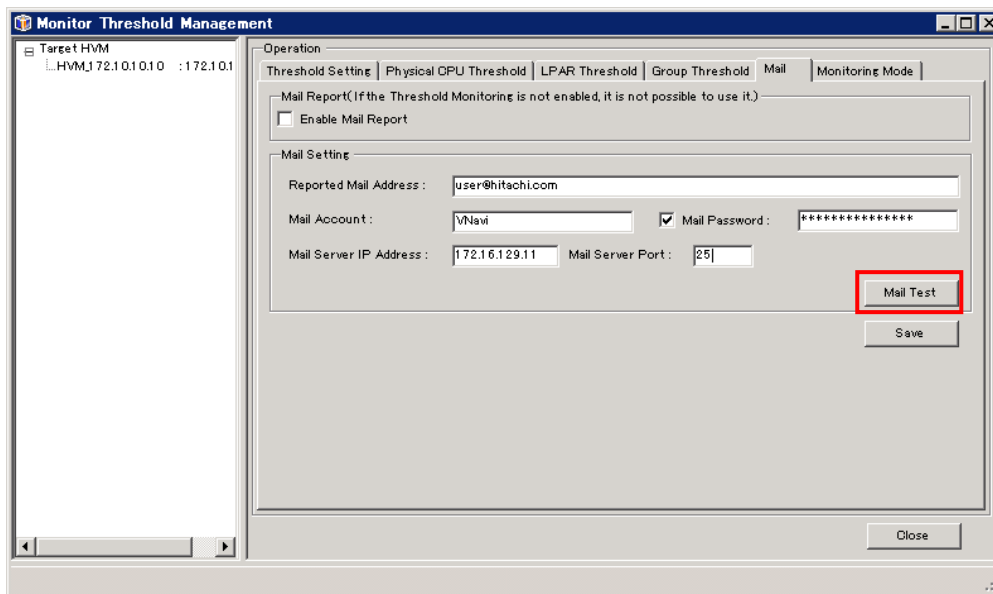 Monitor Threshold Management
Target HVM
HVM_172.10.10.10 :172.10.1
Operation
Threshold Setting
Physical CPU Threshold
LPAR Threshold
Group Threshold
Mail
Monitoring Mode
Mail Report(If the Threshold Monitoring is not enabled, it is not possible to use it.)
Enable Mail Report
Mail Setting
Reported Mail Address :
user@hitachi.com
Mail Account :
VNavi
Mail Password :
***************
Mail Server IP Address :
172.16.129.11
Mail Server Port :
25
Mail Test
Save
Close